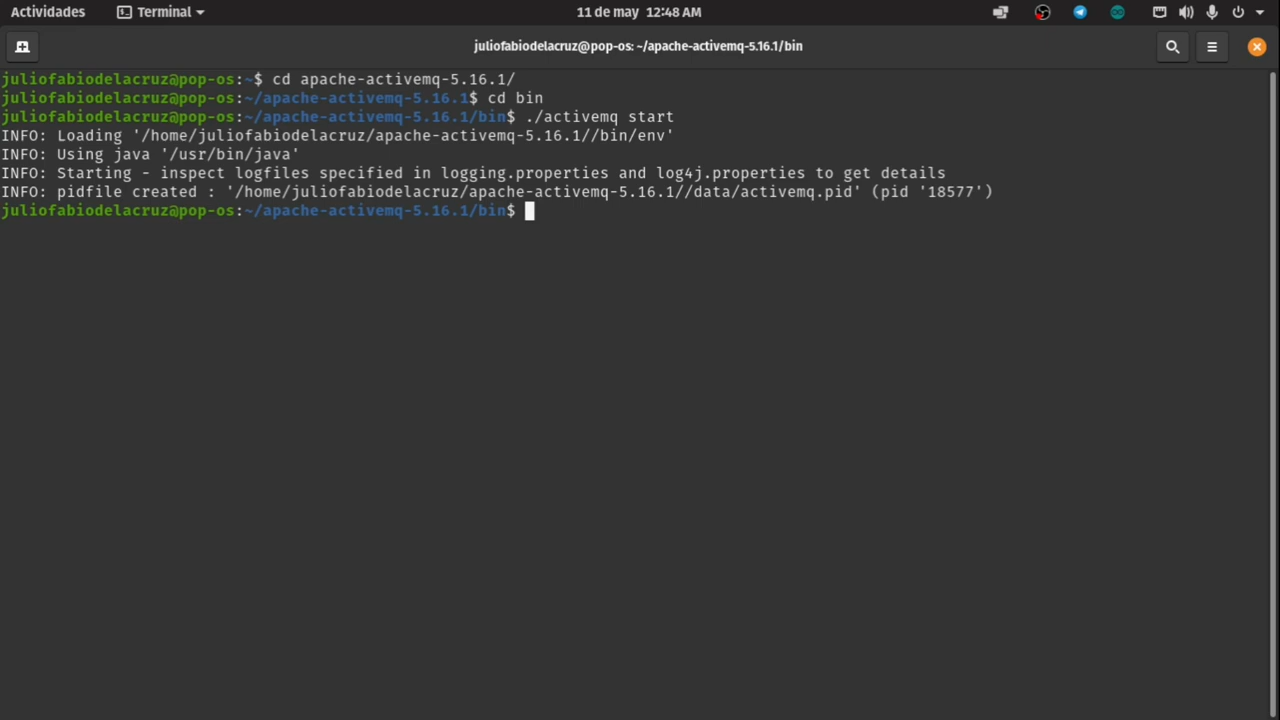 Actividades Terminal 11 de may 12:48 AM
juliofabiodelacruz@pop-os: ~/apache-activemq-5.16.1/bin
juliofabiodelacruz@pop-os:~$ cd apache-activemq-5.16.1/
juliofabiodelacruz@pop-os:~/apache-activemq-5.16.1$ cd bin
juliofabiodelacruz@pop-os:~/apache-activemq-5.16.1/bin$ ./activemq start
INFO: Loading '/home/juliofabiodelacruz/apache-activemq-5.16.1//bin/env'
INFO: Using java '/usr/bin/java'
INFO: Starting - inspect logfiles specified in logging.properties and log4j.properties to get details
INFO: pidfile created : '/home/juliofabiodelacruz/apache-activemq-5.16.1//data/activemq.pid' (pid '18577')
juliofabiodelacruz@pop-os:~/apache-activemq-5.16.1/bin$